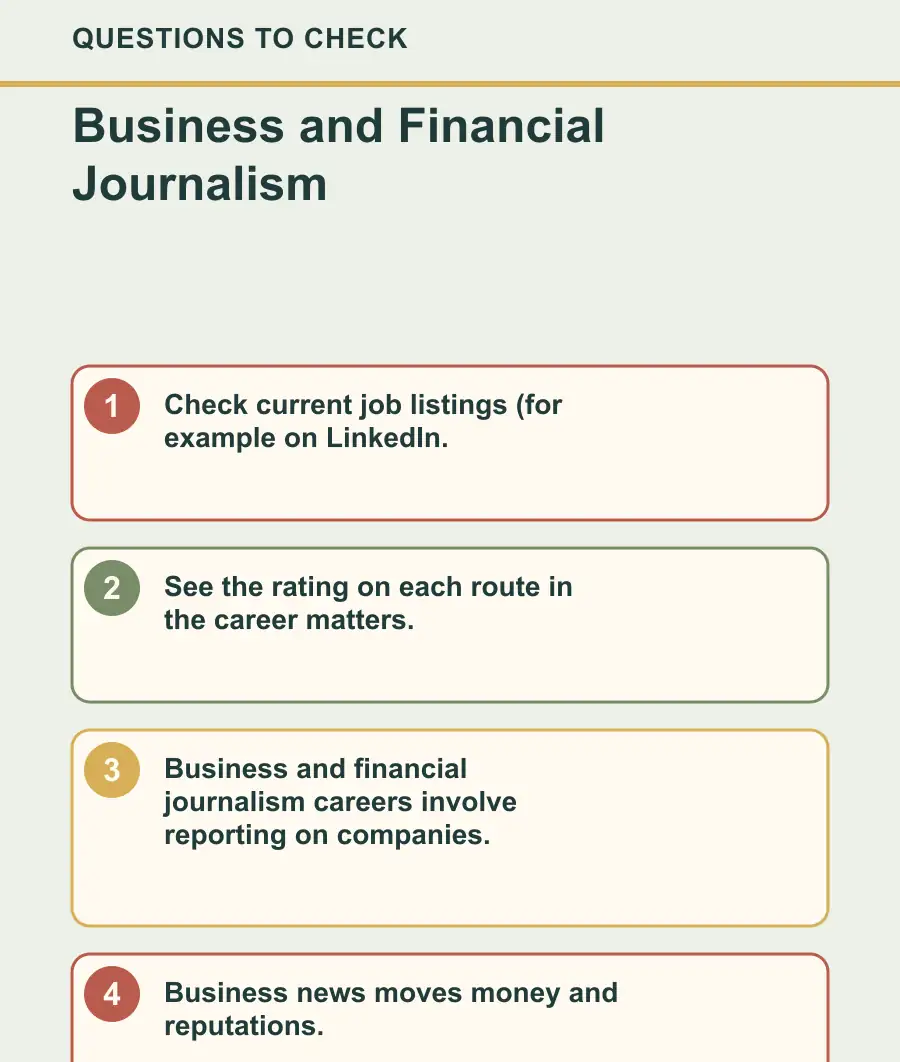 QUESTIONS TO CHECK
Business and Financial
Journalism
1
Check current job listings (for
example on LinkedIn.
2
See the rating on each route in
the career matters.
3
Business and financial
journalism careers involve
reporting on companies.
4
Business news moves money and
reputations.